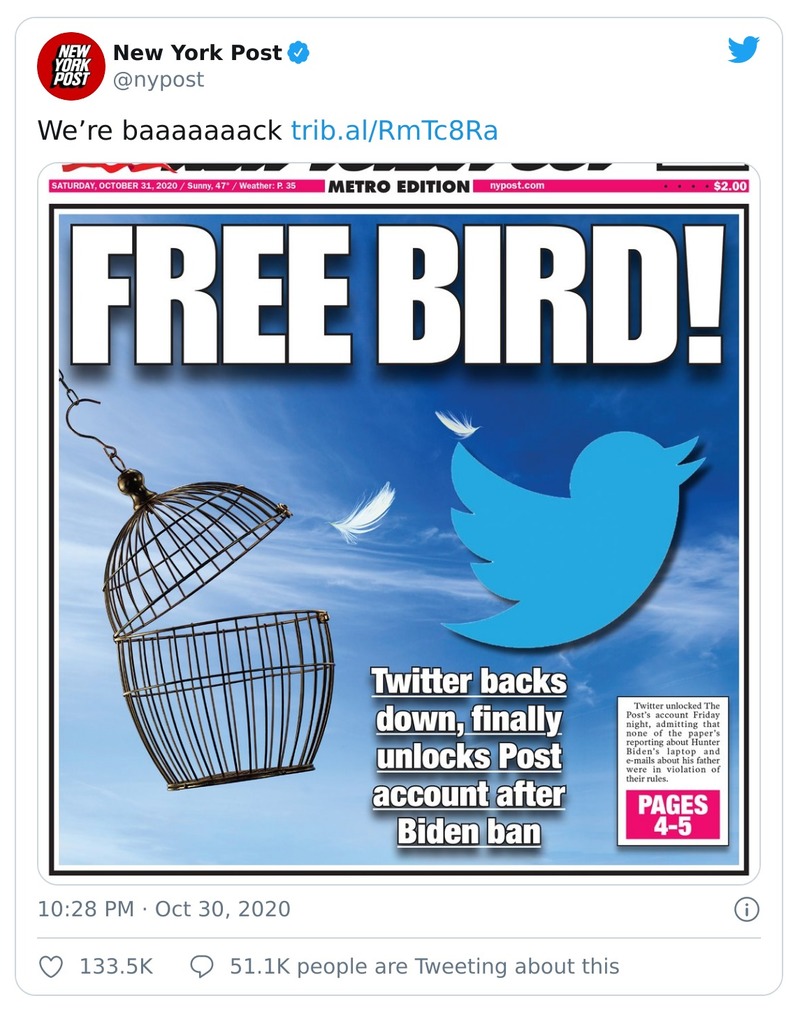 NEW
YORK
POST
New York Post
@nypost
We’re baaaaaaack trib.al/RmTc8Ra
SATURDAY, OCTOBER 31, 2020 / Sunny, 47° / Weather: P. 35 METRO EDITION nypost.com $2.00
FREE BIRD!
Twitter backs
down, finally
unlocks Post
account after
Biden ban
Twitter unlocked The
Post's account Friday
night, admitting that
none of the paper's
reporting about Hunter
Biden's laptop and
e-mails about his father
were in violation of
their rules.
PAGES
4-5
10:28 PM · Oct 30, 2020
133.5K 51.1K people are Tweeting about this